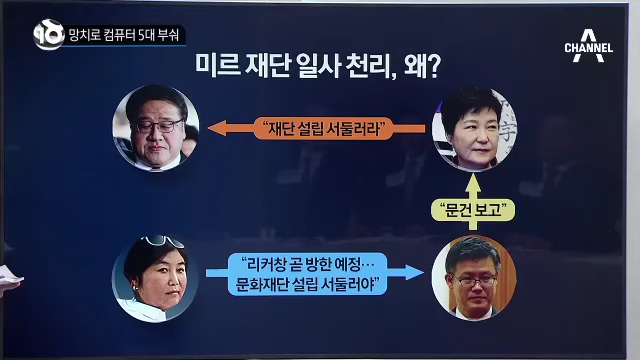 망치로 컴퓨터 5대 부숴
CHANNEL A
미르 재단 일사 천리, 왜?
"재단 설립 서둘러라"
"문건 보고"
"리커창 곧 방한 예정…
문화재단 설립 서둘러야"